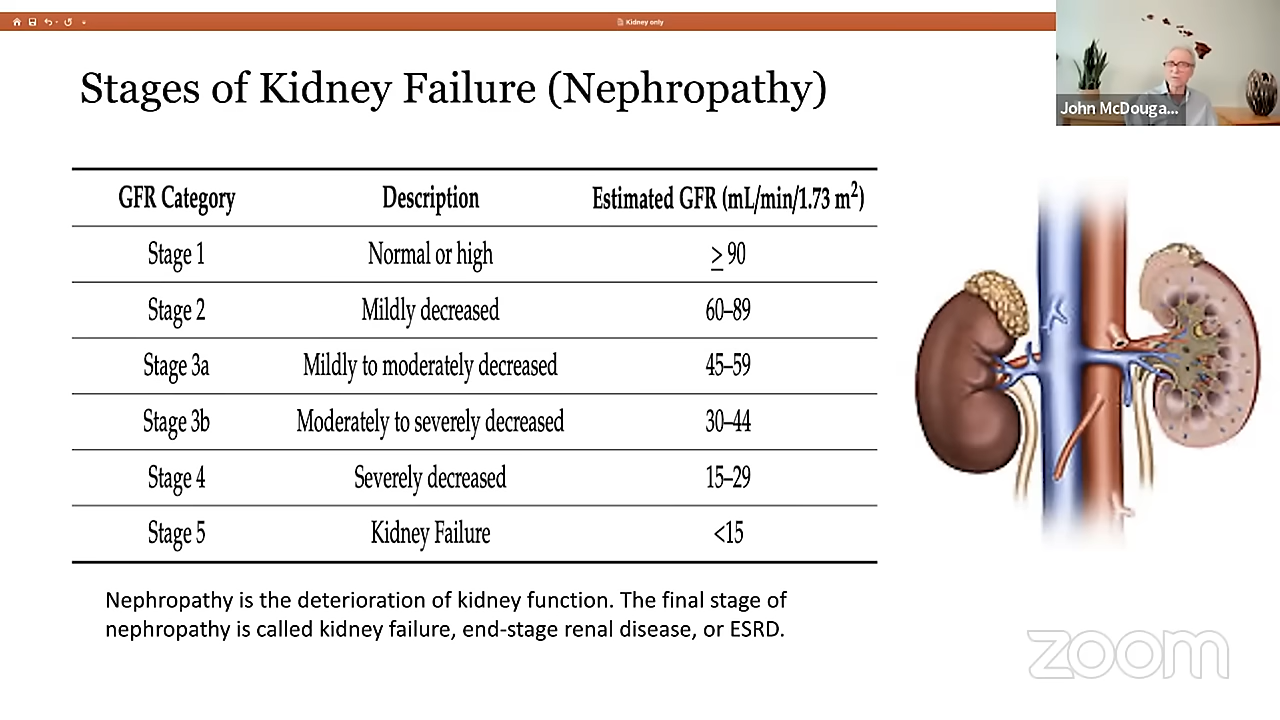 Kidney only
John McDouga...
Stages of Kidney Failure (Nephropathy)
GFR Category Description Estimated GFR (mL/min/1.73 m²)
Stage 1 Normal or high ≥ 90
Stage 2 Mildly decreased 60–89
Stage 3a Mildly to moderately decreased 45–59
Stage 3b Moderately to severely decreased 30–44
Stage 4 Severely decreased 15–29
Stage 5 Kidney Failure <15
Nephropathy is the deterioration of kidney function. The final stage of
nephropathy is called kidney failure, end-stage renal disease, or ESRD.
zoom